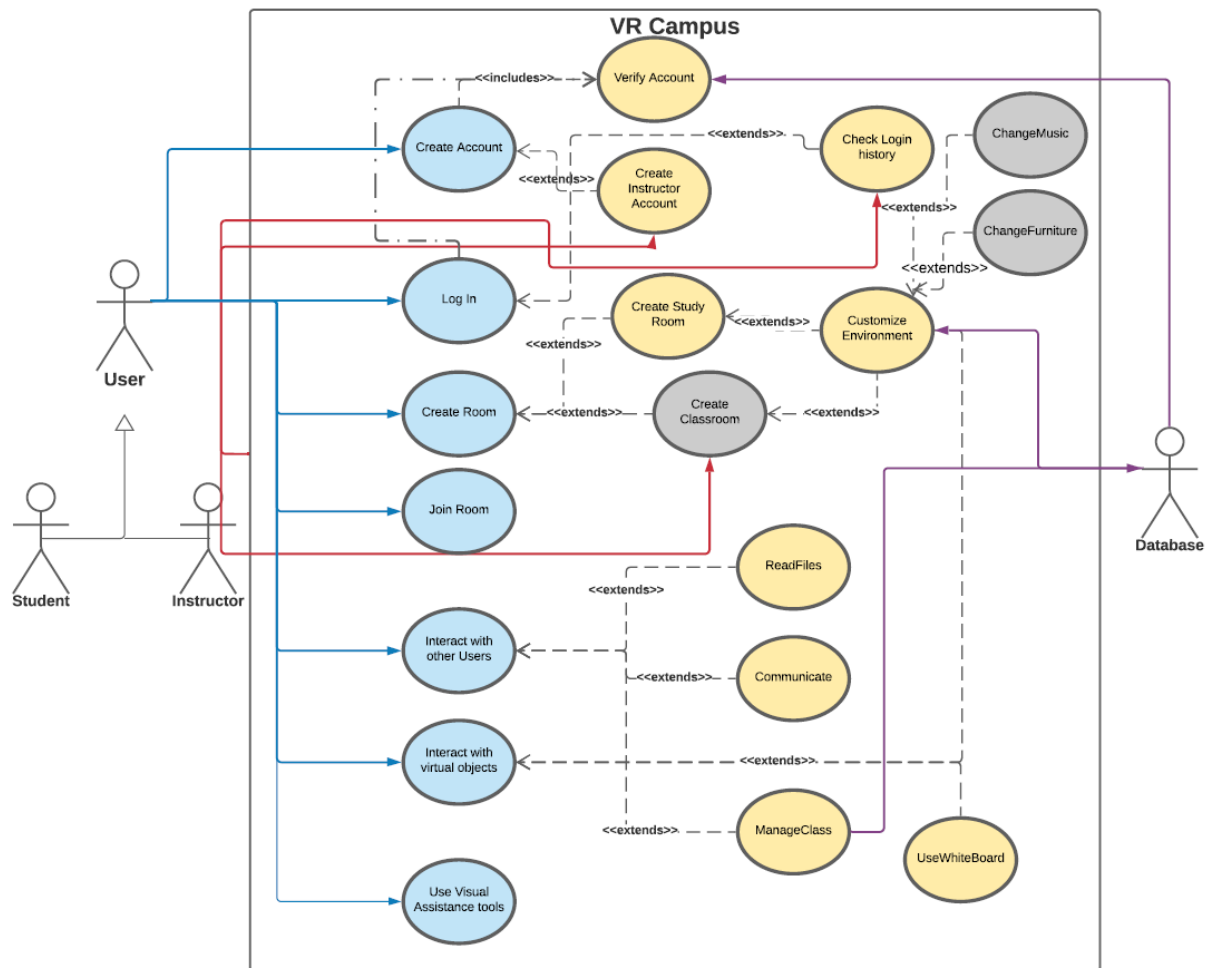 VR Campus
<<includes>>
Verify Account
Create Account
<<extends>>
Check Login
history
ChangeMusic
<<extends>>
Create
Instructor
Account
<<extends>>
ChangeFurniture
<<extends>>
Log In
Create Study
Room
<<extends>>
Customize
Environment
<<extends>>
User
Create Room
<<extends>>
Create
Classroom
<<extends>>
Join Room
Database
Student
Instructor
ReadFiles
<<extends>>
Interact with
other Users
<<extends>>
Communicate
Interact with
virtual objects
<<extends>>
<<extends>>
ManageClass
UseWhiteBoard
Use Visual
Assistance tools